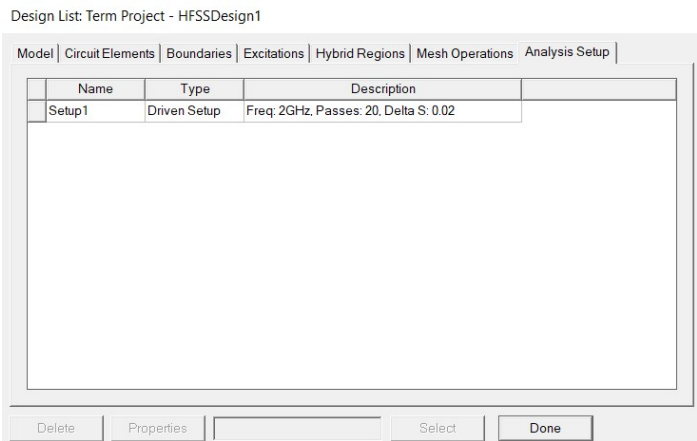 Design List: Term Project - HFSSDesign1
Model Circuit Elements Boundaries Excitations Hybrid Regions Mesh Operations Analysis Setup
Name Type Description
Setup1 Driven Setup Freq: 2GHz, Passes: 20, Delta S: 0.02
Delete Properties Select Done